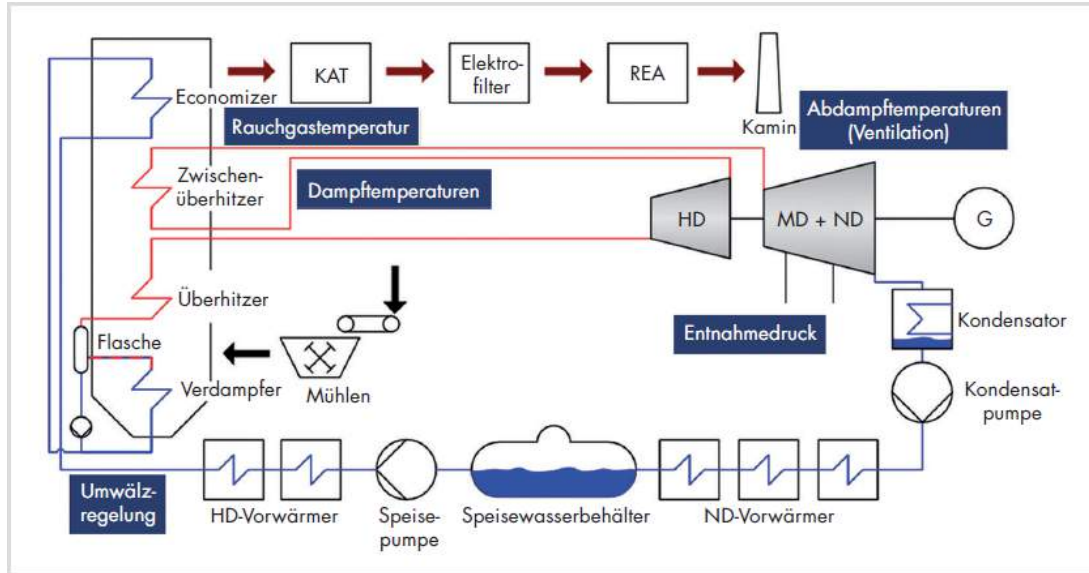 KAT
Elektro-
filter
REA
Economizer
Kamin
Rauchgastemperatur
Abdampftemperaturen
(Ventilation)
Zwischen-
überhitzer
Dampftemperaturen
HD
MD + ND
G
Überhitzer
Entnahmedruck
Kondensator
Flasche
Verdampfer
Mühlen
Kondensat-
pumpe
Umwälz-
regelung
HD-Vorwärmer
Speise-
pumpe
Speisewasserbehälter
ND-Vorwärmer